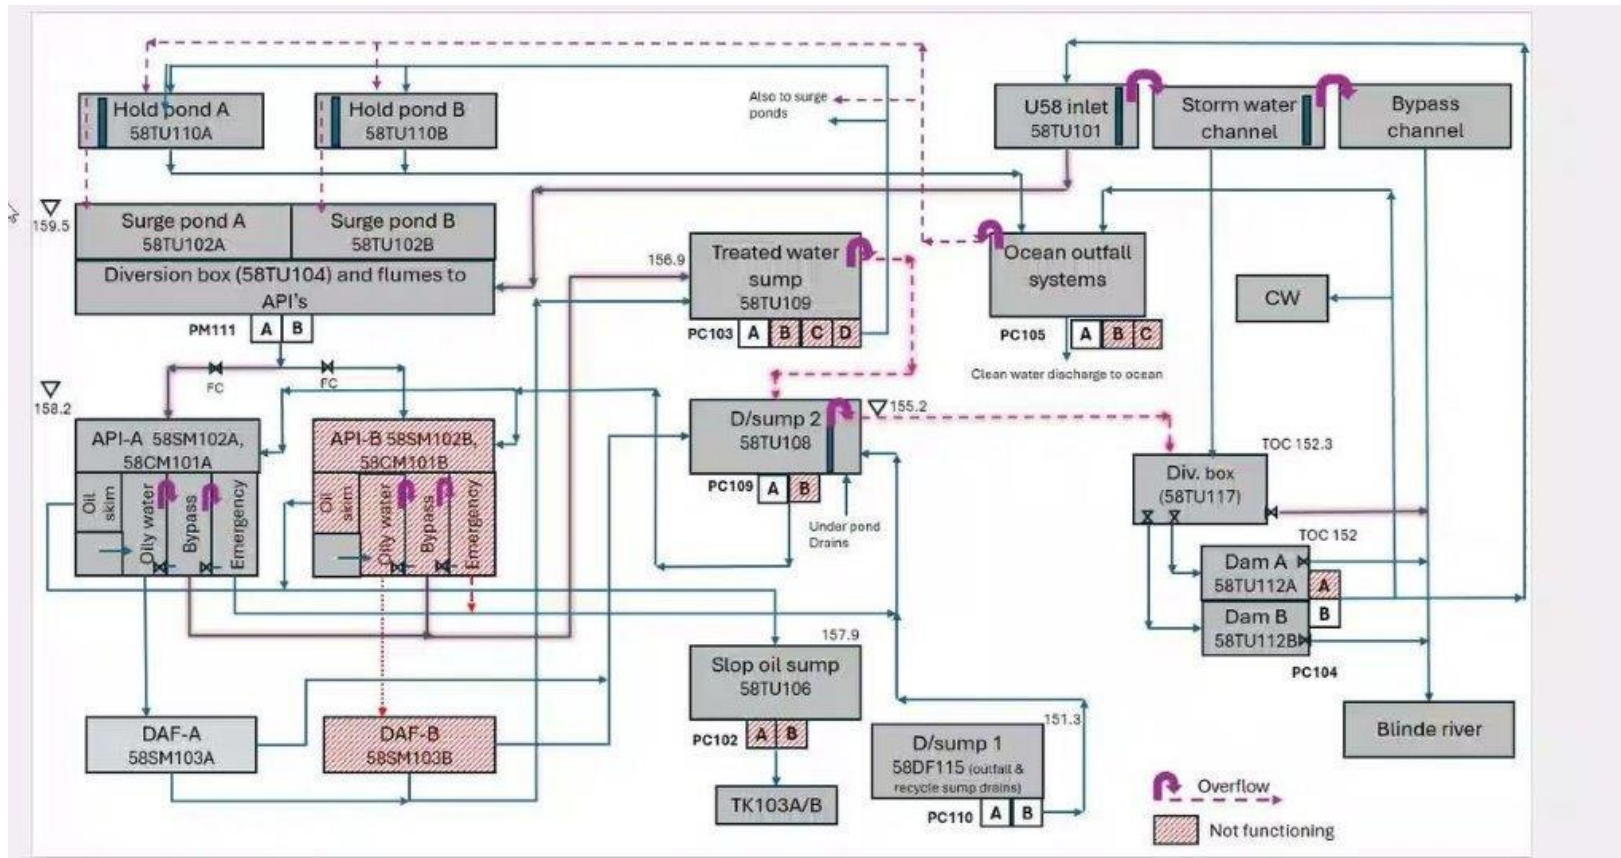 Hold pond A
58TU110A
Hold pond B
58TU110B
Also to surge
ponds
U58 inlet
58TU101
Storm water
channel
Bypass
channel
159.5
Surge pond A
58TU102A
Surge pond B
58TU102B
Diversion box (58TU104) and flumes to
API's
PM111
A
B
156.9
Treated water
sump
58TU109
PC103
A
B
C
D
Ocean outfall
systems
PC105
A
B
C
Clean water discharge to ocean
CW
FC
FC
158.2
API-A 58SM102A,
58CM101A
Oil
skim
Oily water
Bypass
Emergency
API-B 58SM102B,
58CM101B
Oil
skim
Oily water
Bypass
Emergency
D/sump 2
58TU108
155.2
PC109
A
B
Under pond
Drains
TOC 152.3
Div. box
(58TU117)
TOC 152
Dam A
58TU112A
A
B
Dam B
58TU112B
PC104
157.9
Slop oil sump
58TU106
PC102
A
B
TK103A/B
DAF-A
58SM103A
DAF-B
58SM103B
151.3
D/sump 1
58DF115 (outfall &
recycle sump drains)
PC110
A
B
Blinde river
Overflow
Not functioning